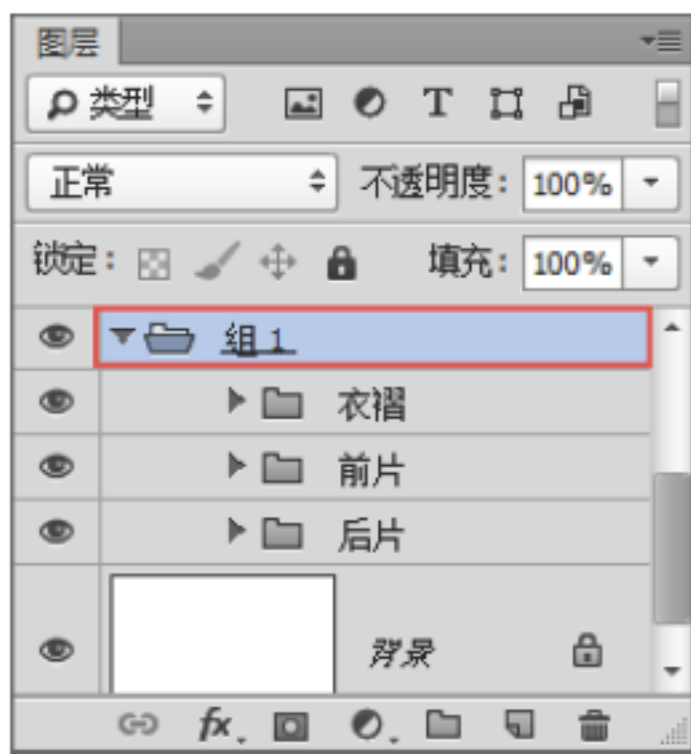 图层
类型 T
正常 不透明度: 100%
锁定: 填充: 100%
组 1
衣褶
前片
后片
背景
fx.